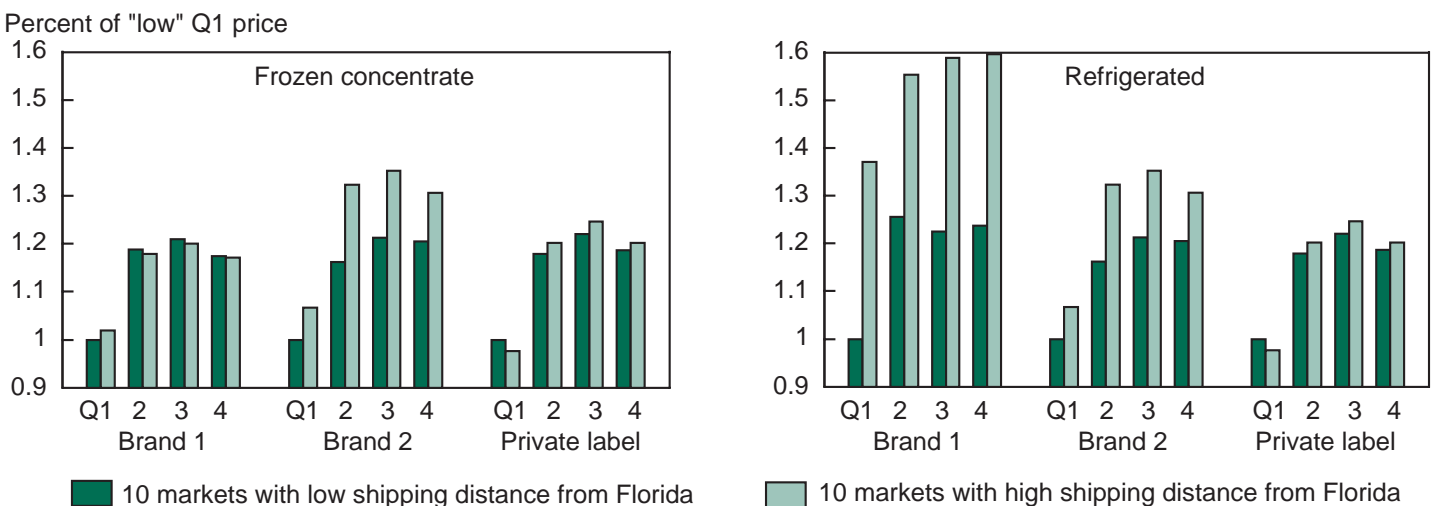 Percent of "low" Q1 price
Frozen concentrate
1.6
1.5
1.4
1.3
1.2
1.1
1
0.9
Q1 2 3 4 Q1 2 3 4 Q1 2 3 4
Brand 1 Brand 2 Private label
Refrigerated
1.6
1.5
1.4
1.3
1.2
1.1
1
0.9
Q1 2 3 4 Q1 2 3 4 Q1 2 3 4
Brand 1 Brand 2 Private label
10 markets with low shipping distance from Florida
10 markets with high shipping distance from Florida